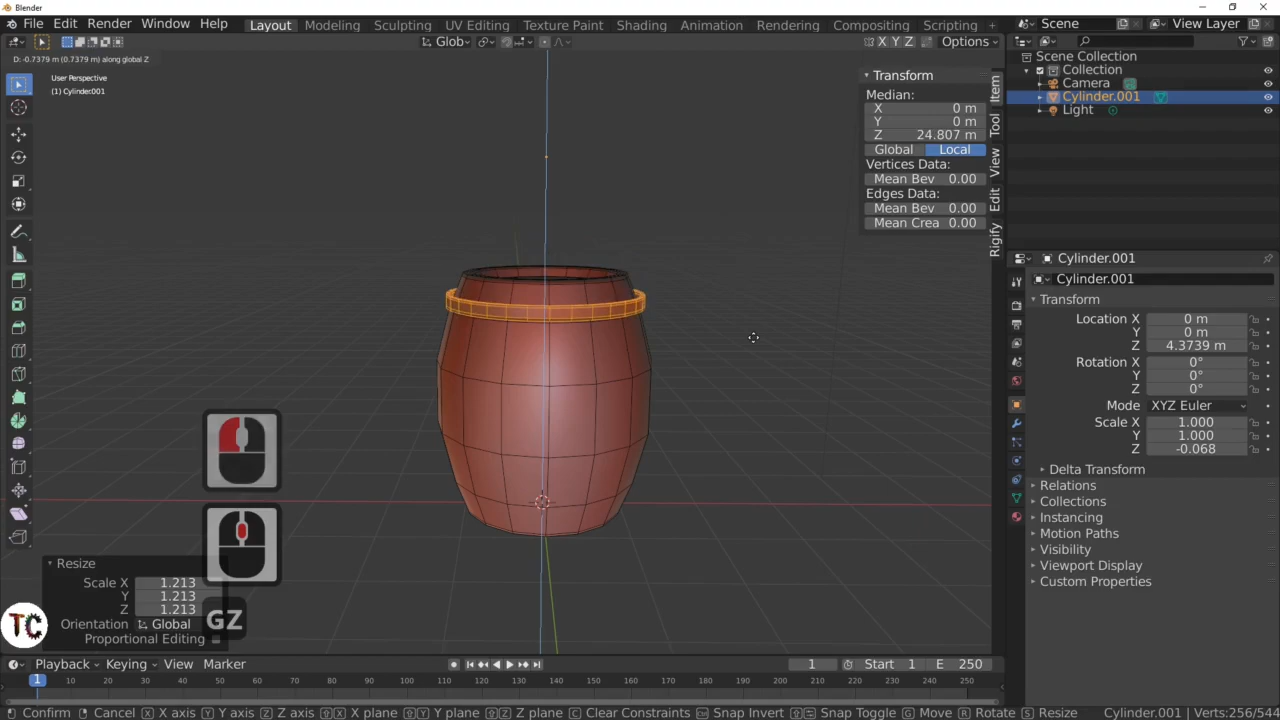 Blender
File Edit Render Window Help
Layout Modeling Sculpting UV Editing Texture Paint Shading Animation Rendering Compositing Scripting +
Scene
View Layer
Glob
X Y Z Options
D: -0.7379 m (0.7379 m) along global Z
User Perspective
(1) Cylinder.001
Transform
Median:
X 0 m
Y 0 m
Z 24.807 m
Global Local
Vertices Data:
Mean Bev 0.00
Edges Data:
Mean Bev 0.00
Mean Crea 0.00
Item
Tool
View
Edit
Rigify
Scene Collection
Collection
Camera
Cylinder.001
Light
Cylinder.001
Cylinder.001
Transform
Location X 0 m
Y 0 m
Z 4.3739 m
Rotation X 0°
Y 0°
Z 0°
Mode XYZ Euler
Scale X 1.000
Y 1.000
Z -0.068
Delta Transform
Relations
Collections
Instancing
Motion Paths
Visibility
Viewport Display
Custom Properties
Resize
Scale X 1.213
Y 1.213
Z 1.213
Orientation Global
Proportional Editing
GZ
TC
Playback Keying View Marker
1 Start 1 E 250
1 10 20 30 40 50 60 70 80 90 100 110 120 130 140 150 160 170 180 190 200 210 220 230 240 250
Confirm Cancel X X axis Y Y axis Z Z axis X X plane Y Y plane Z Z plane C Clear Constraints Snap Invert Snap Toggle G Move R Rotate S Resize Cylinder.001 | Verts:256/544